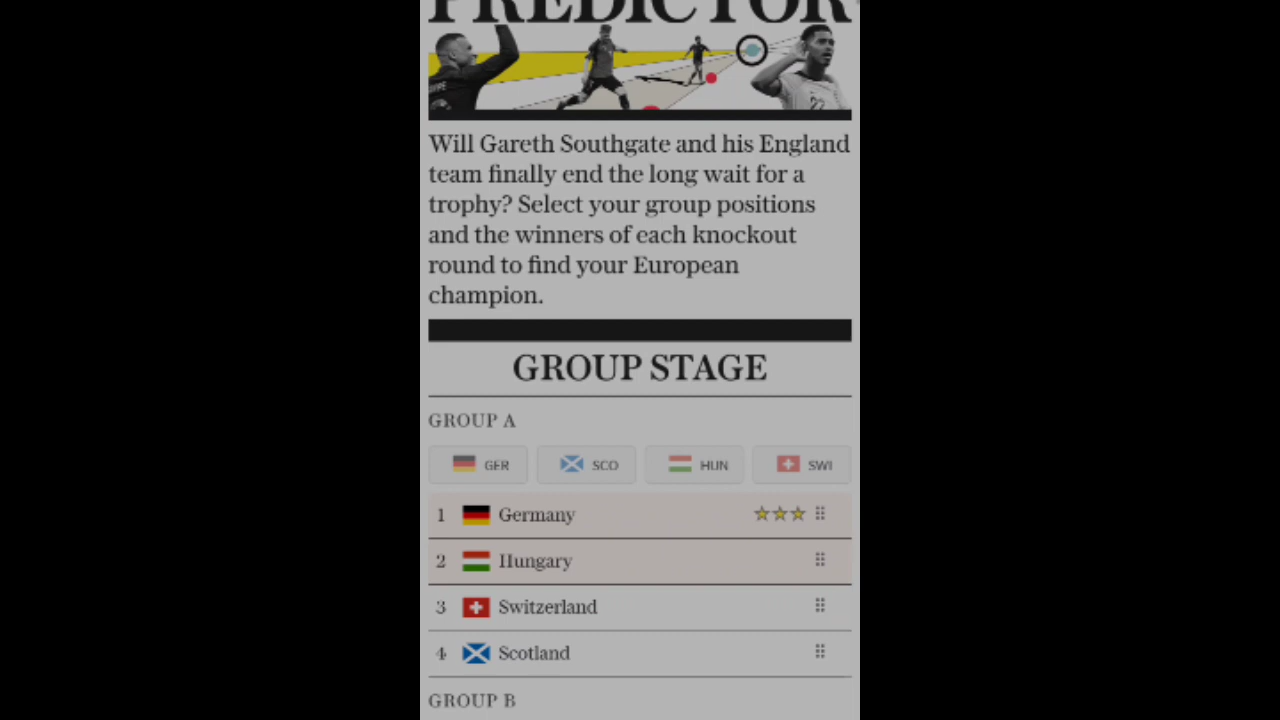 PREDICTOR
Will Gareth Southgate and his England
team finally end the long wait for a
trophy? Select your group positions
and the winners of each knockout
round to find your European
champion.
GROUP STAGE
GROUP A
GER SCO HUN SWI
1 Germany
2 Hungary
3 Switzerland
4 Scotland
GROUP B